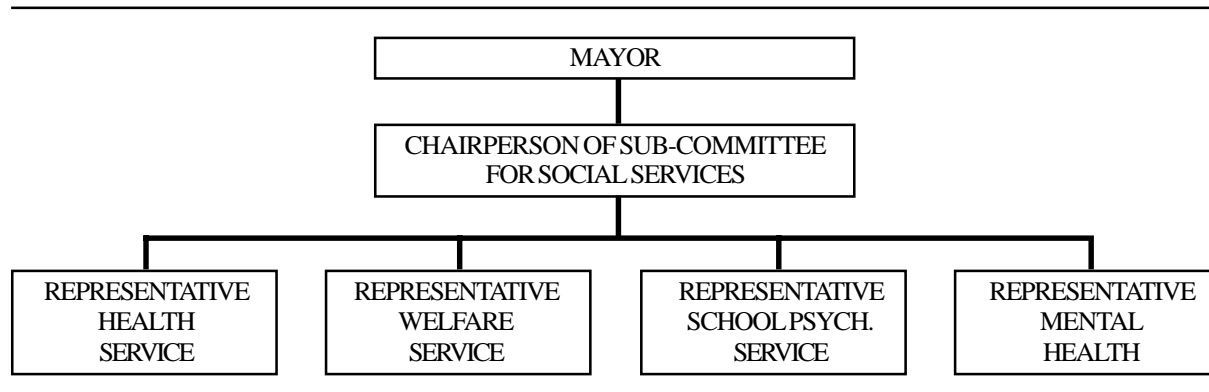 MAYOR
CHAIRPERSON OF SUB-COMMITTEE
FOR SOCIAL SERVICES
REPRESENTATIVE
HEALTH
SERVICE
REPRESENTATIVE
WELFARE
SERVICE
REPRESENTATIVE
SCHOOL PSYCH.
SERVICE
REPRESENTATIVE
MENTAL
HEALTH